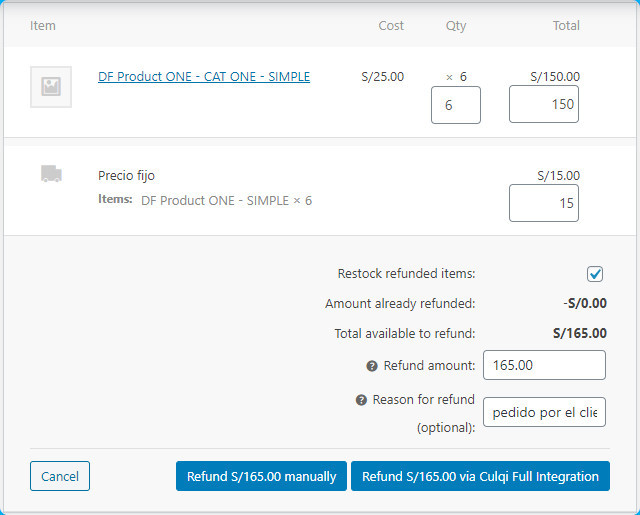 Item Cost Qty Total
DF Product ONE - CAT ONE - SIMPLE S/25.00 × 6 S/150.00
6 150
Precio fijo S/15.00
Items: DF Product ONE - SIMPLE × 6 15
Restock refunded items:
Amount already refunded: -S/0.00
Total available to refund: S/165.00
Refund amount: 165.00
Reason for refund
(optional): pedido por el clie
Cancel Refund S/165.00 manually Refund S/165.00 via Culqi Full Integration